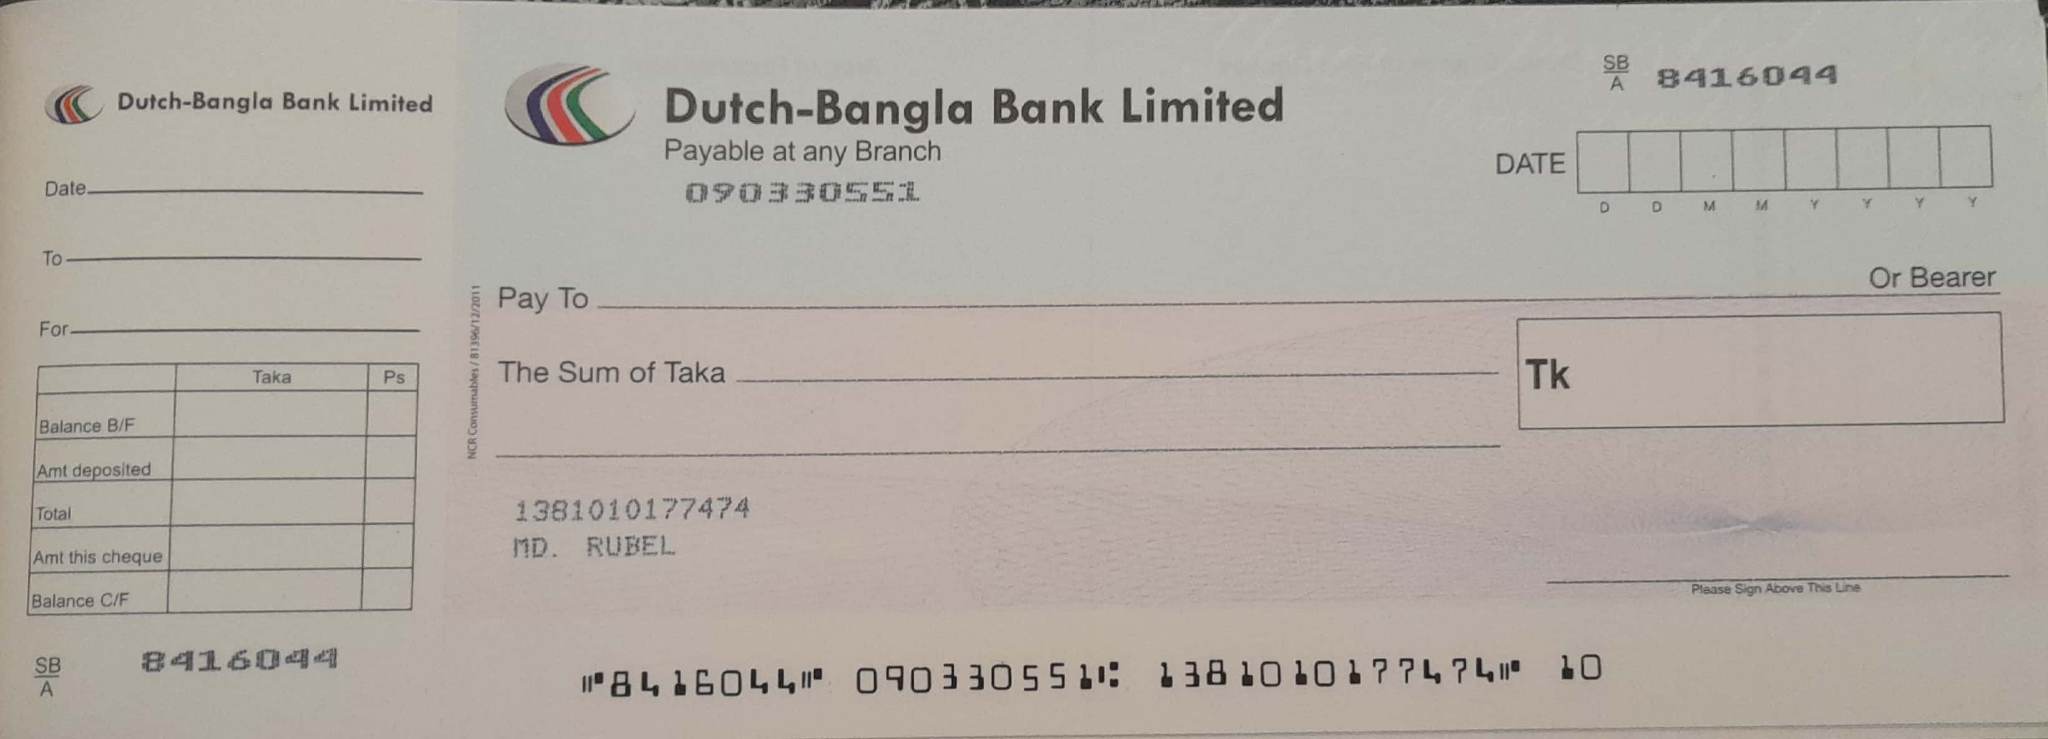 Dutch-Bangla Bank Limited
Date
To
For
Taka Ps
Balance B/F
Amt deposited
Total
Amt this cheque
Balance C/F
SB/A 8416044
NCR Consumables / 81396/12/2011
Dutch-Bangla Bank Limited
Payable at any Branch
090330551
SB/A 8416044
DATE
D D M M Y Y Y Y
Pay To Or Bearer
The Sum of Taka
Tk
1381010177474
MD. RUBEL
Please Sign Above This Line
⑈8416044⑈ 090330551⑆ 1381010177474⑈ 10